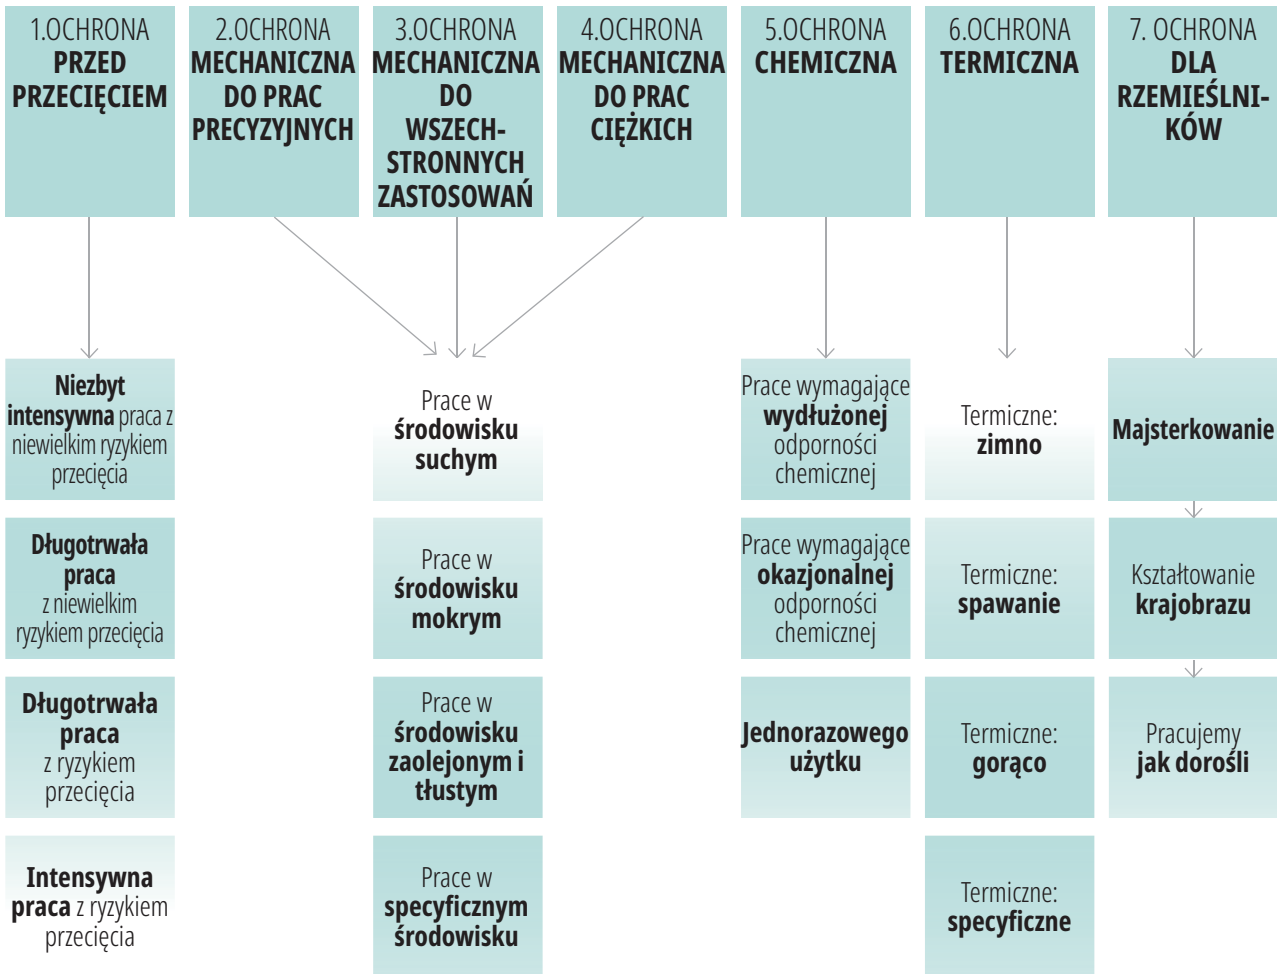 1.OCHRONA
PRZED
PRZECIĘCIEM
2.OCHRONA
MECHANICZNA
DO PRAC
PRECYZYJNYCH
3.OCHRONA
MECHANICZNA
DO
WSZECH-
STRONNYCH
ZASTOSOWAŃ
4.OCHRONA
MECHANICZNA
DO PRAC
CIĘŻKICH
5.OCHRONA
CHEMICZNA
6.OCHRONA
TERMICZNA
7. OCHRONA
DLA
RZEMIEŚLNI-
KÓW
Niezbyt
intensywna praca z
niewielkim ryzykiem
przecięcia
Długotrwała
praca
z niewielkim
ryzykiem przecięcia
Długotrwała
praca
z ryzykiem
przecięcia
Intensywna
praca z ryzykiem
przecięcia
Prace w
środowisku
suchym
Prace w
środowisku
mokrym
Prace w
środowisku
zaolejonym i
tłustym
Prace w
specyficznym
środowisku
Prace wymagające
wydłużonej
odporności
chemicznej
Prace wymagające
okazjonalnej
odporności
chemicznej
Jednorazowego
użytku
Termiczne:
zimno
Termiczne:
spawanie
Termiczne:
gorąco
Termiczne:
specyficzne
Majsterkowanie
Kształtowanie
krajobrazu
Pracujemy
jak dorośli